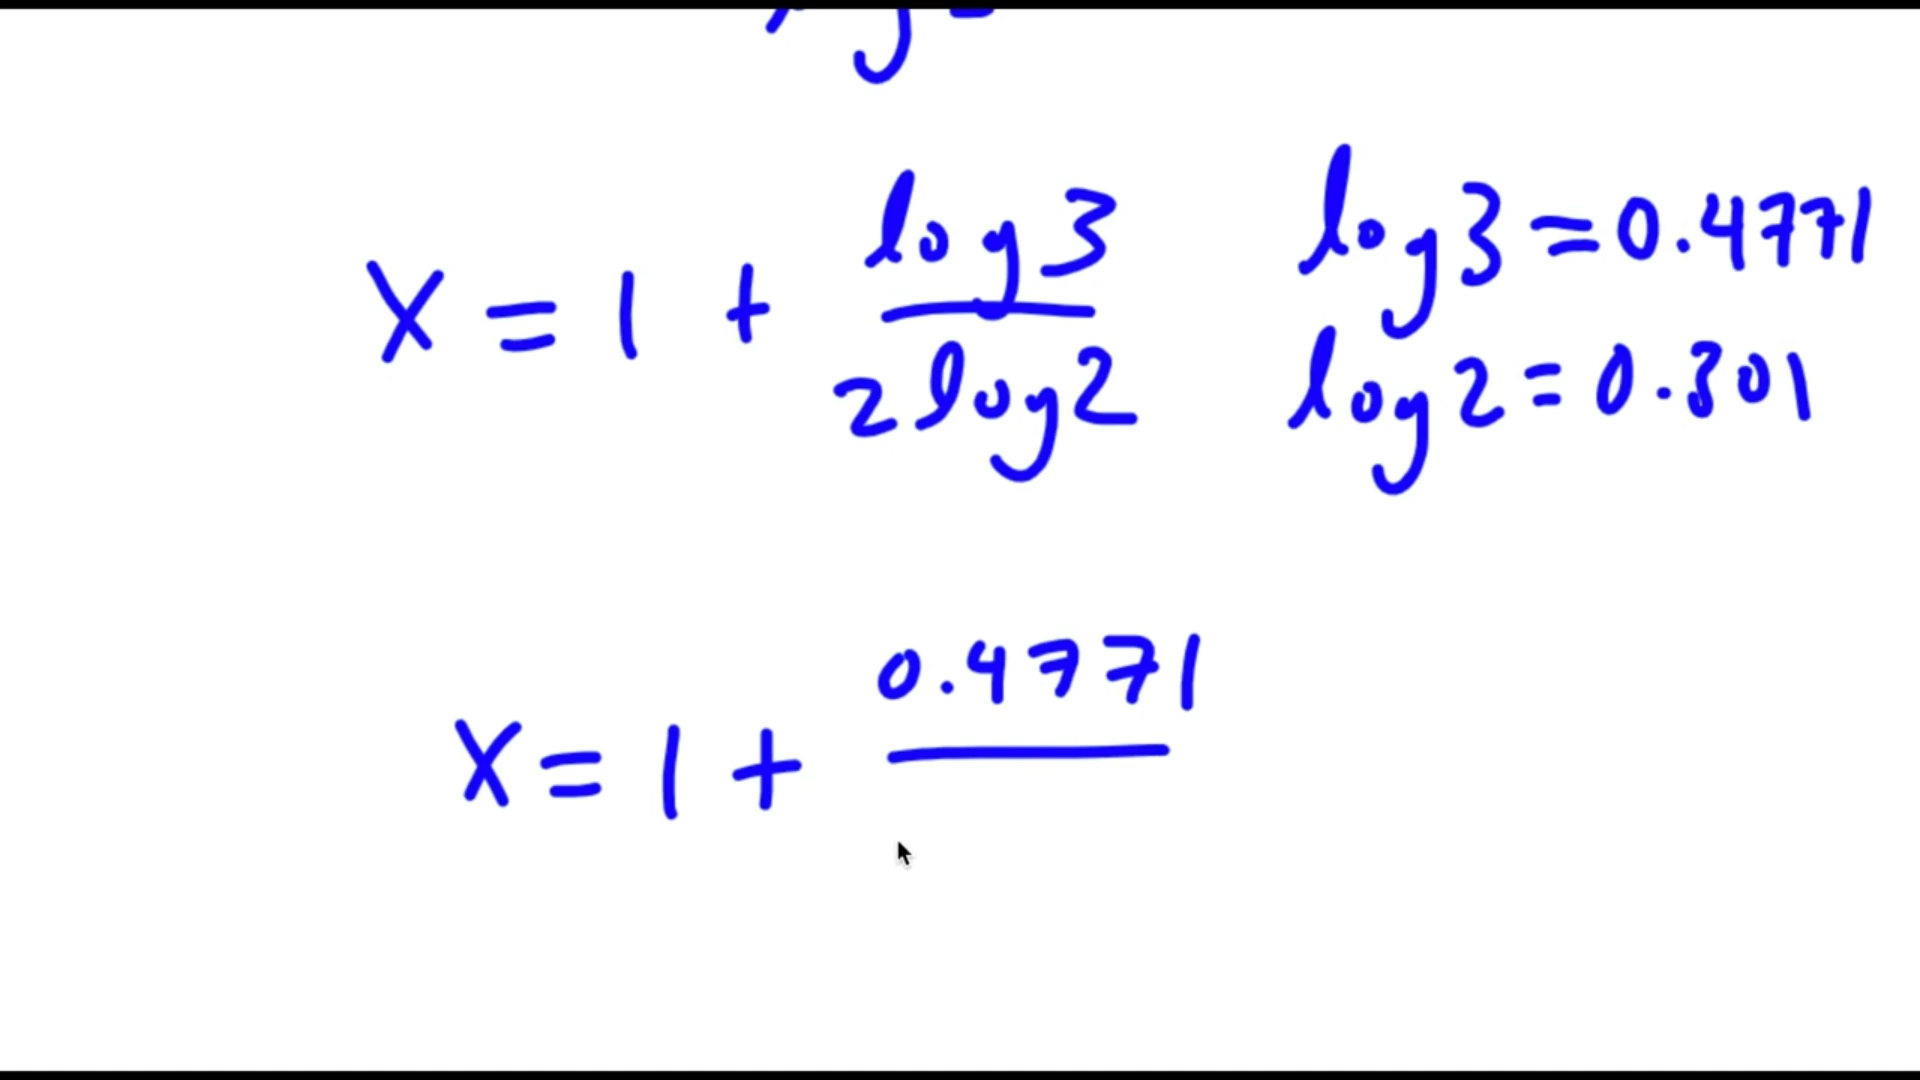 x = 1 + log3 / 2log2
log3 = 0.4771
log2 = 0.301
x = 1 + 0.4771 /